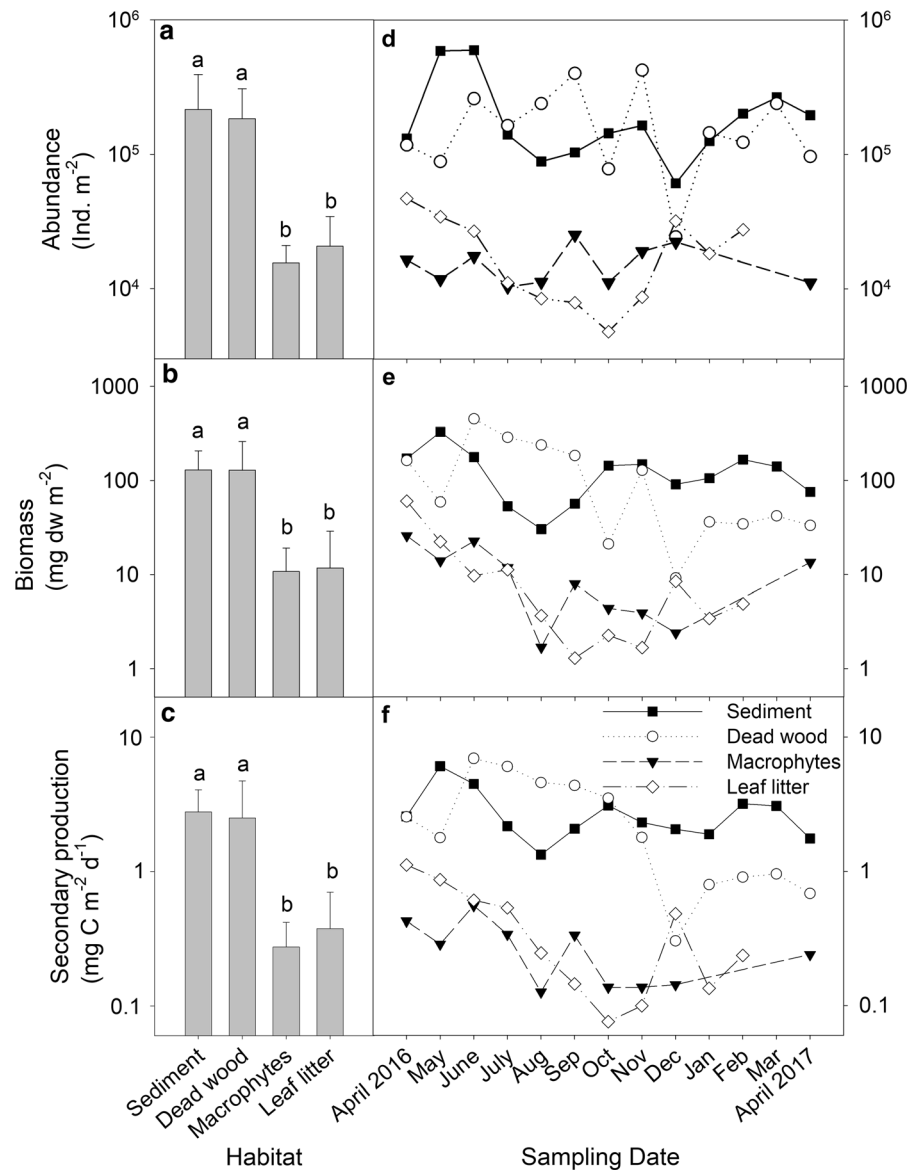 a
d
10⁶
10⁵
10⁴
Abundance
(Ind. m⁻²)
a
a
b
b
10⁶
10⁵
10⁴
b
e
1000
100
10
1
Biomass
(mg dw m⁻²)
a
a
b
b
1000
100
10
1
c
f
10
1
0.1
Secondary production
(mg C m⁻² d⁻¹)
a
a
b
b
Sediment
Dead wood
Macrophytes
Leaf litter
10
1
0.1
Sediment
Dead wood
Macrophytes
Leaf litter
Habitat
April 2016
May
June
July
Aug
Sep
Oct
Nov
Dec
Jan
Feb
Mar
April 2017
Sampling Date